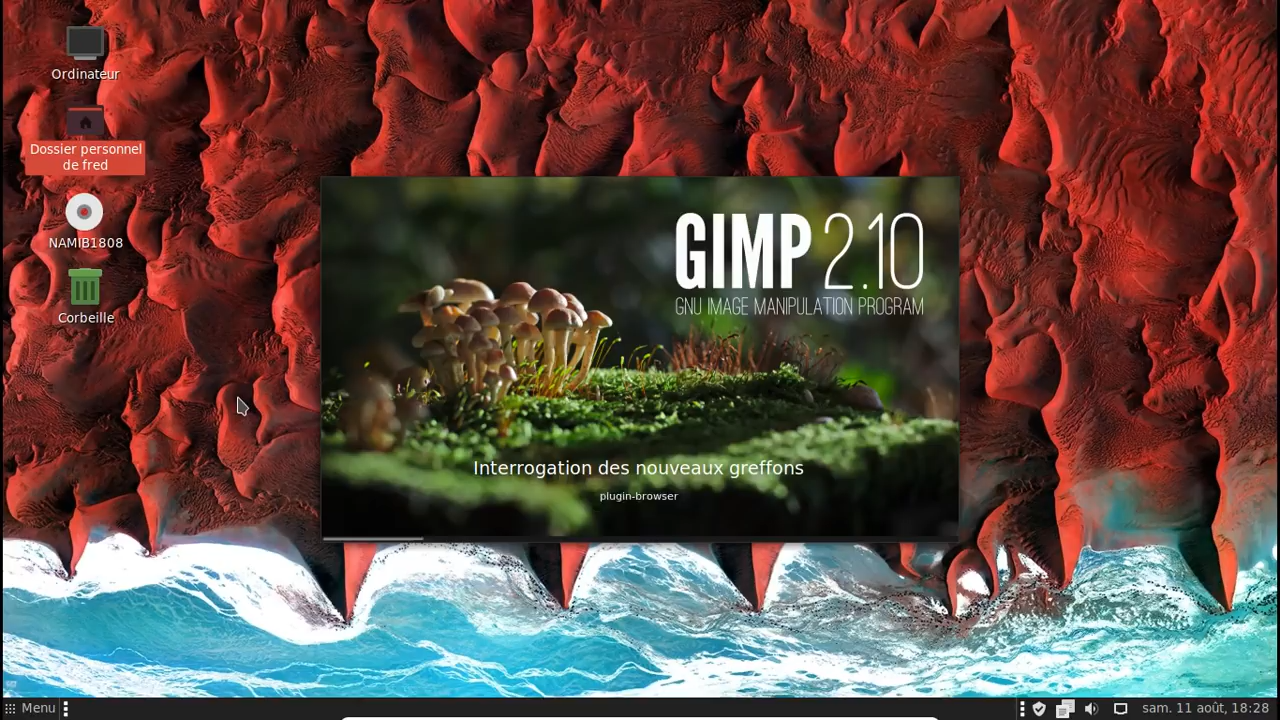 Ordinateur
Dossier personnel
de fred
NAMIB1808
Corbeille
GIMP 2.10
GNU IMAGE MANIPULATION PROGRAM
Interrogation des nouveaux greffons
plugin-browser
Menu
sam. 11 août, 18:28